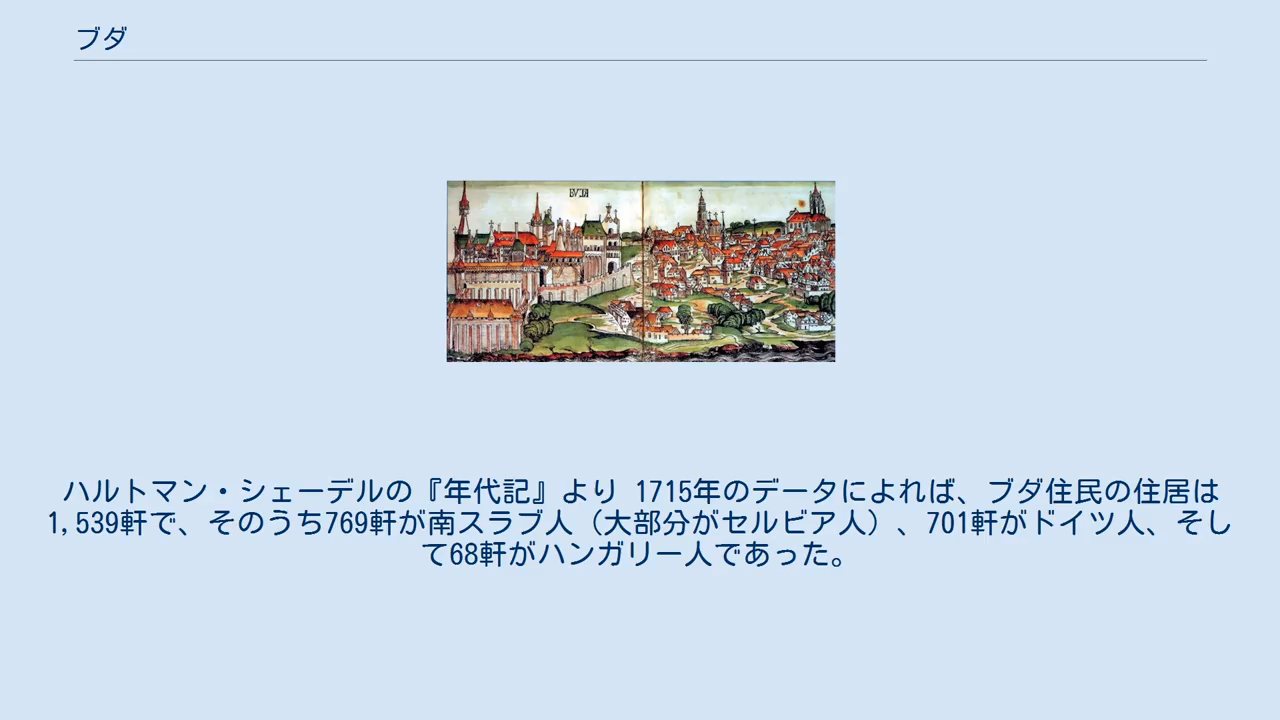 ブダ
BVDA
ハルトマン・シェーデルの『年代記』より 1715年のデータによれば、ブダ住民の住居は
1,539軒で、そのうち769軒が南スラブ人（大部分がセルビア人）、701軒がドイツ人、そし
て68軒がハンガリー人であった。